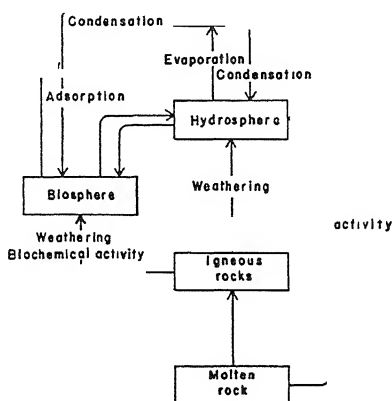 Condensation
Evaporation
Condensation
Adsorption
Hydrosphere
Weathering
Biosphere
activity
Weathering
Biochemical activity
Igneous
rocks
Molten
rock